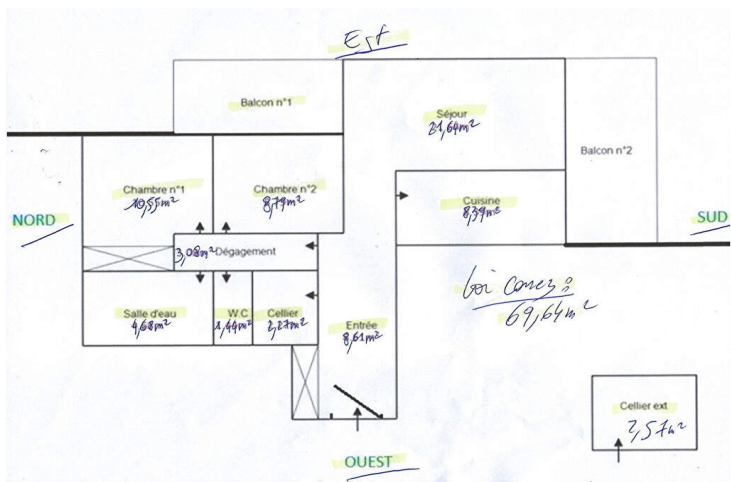 Est
Balcon n°1
Séjour
21,64m²
Balcon n°2
Chambre n°1
10,55m²
Chambre n°2
8,79m²
Cuisine
8,39m²
NORD
SUD
3,08m² Dégagement
Loi Carrez :
69,64m²
Salle d'eau
4,68m²
W.C
1,44m²
Cellier
2,27m²
Entrée
8,61m²
Cellier ext
2,57m²
OUEST